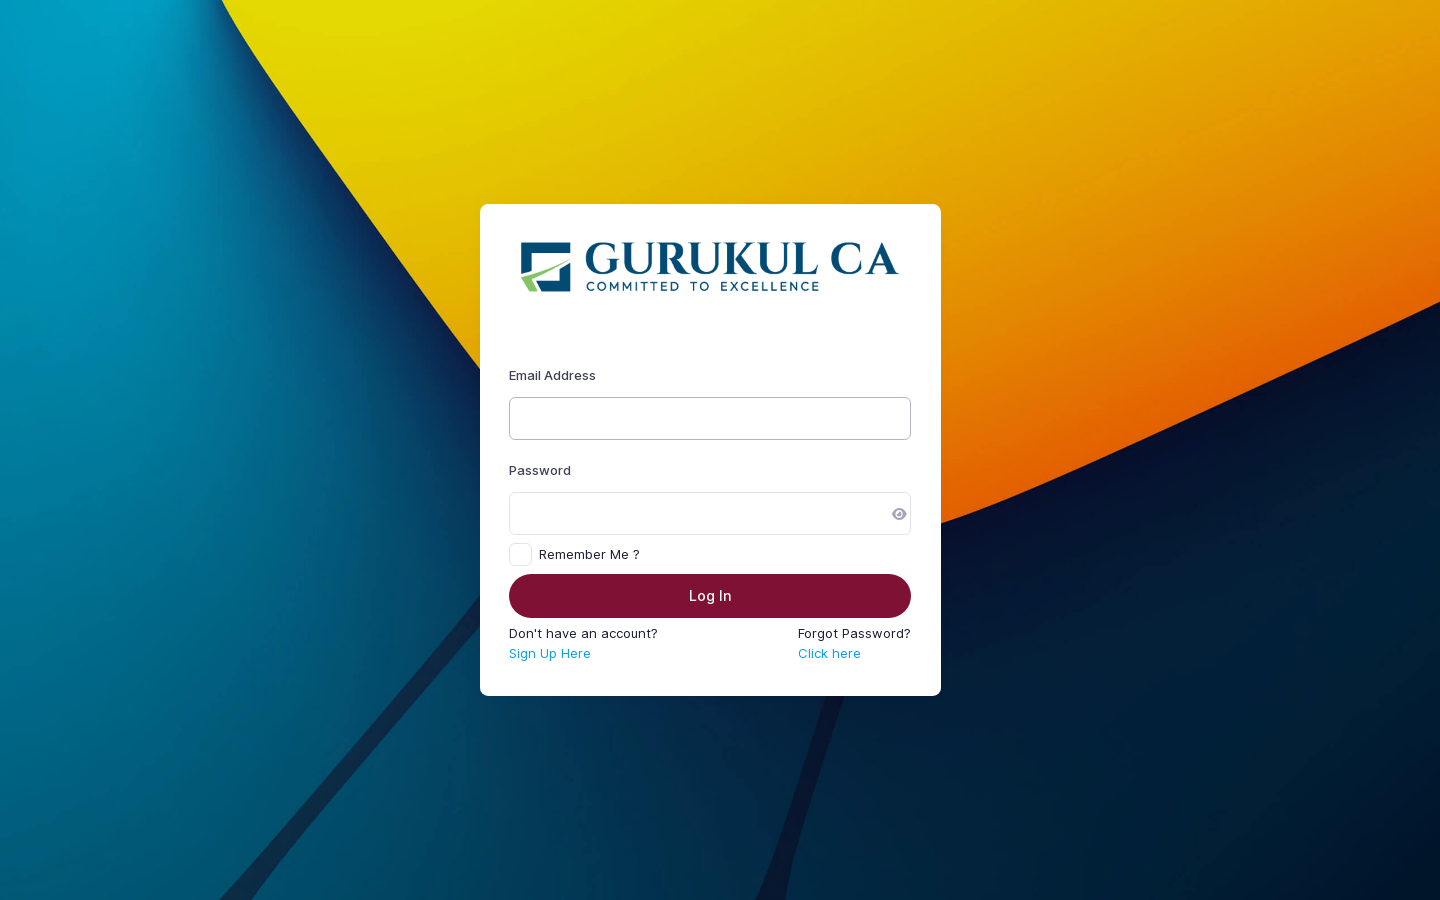 GURUKUL CA
COMMITTED TO EXCELLENCE
Email Address
Password
Remember Me ?
Log In
Don't have an account?
Sign Up Here
Forgot Password?
Click here